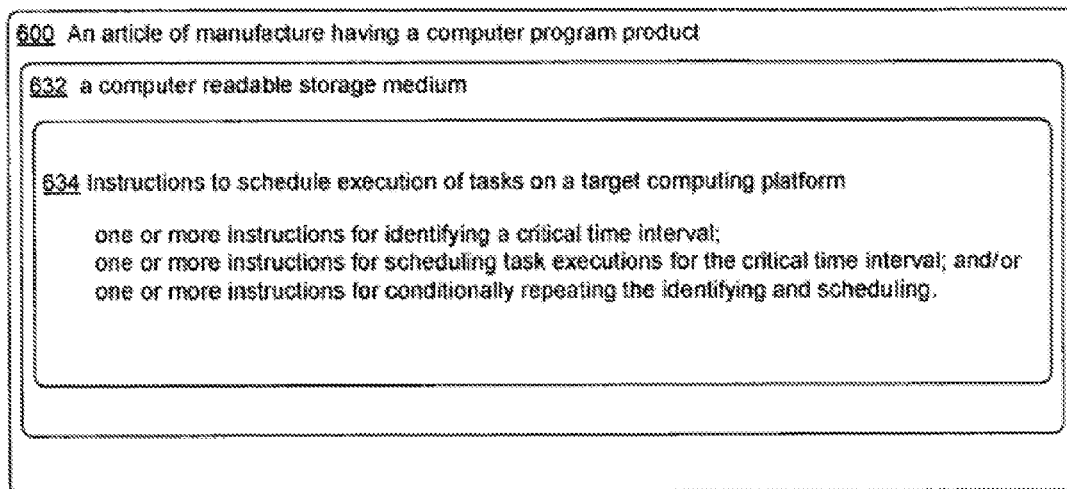 600 An article of manufacture having a computer program product
632 a computer readable storage medium
634 Instructions to schedule execution of tasks on a target computing platform
one or more instructions for identifying a critical time interval;
one or more instructions for scheduling task executions for the critical time interval; and/or
one or more instructions for conditionally repeating the identifying and scheduling.